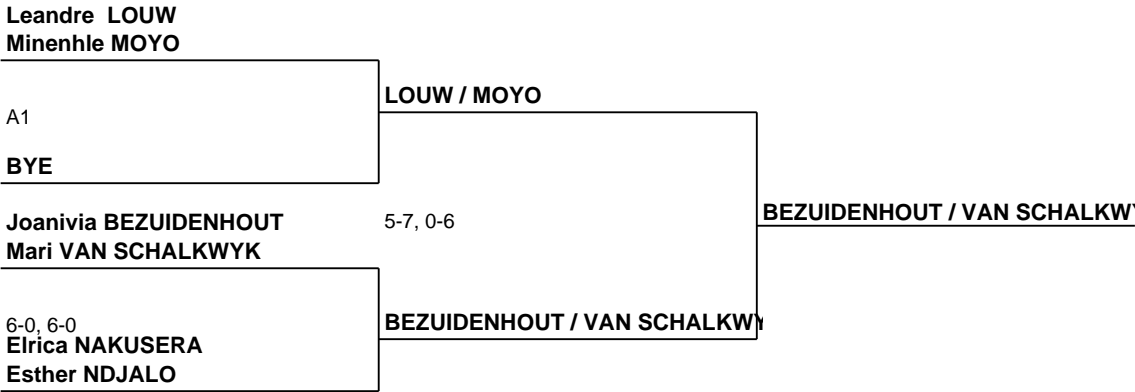 Leandre LOUW
Minenhle MOYO
LOUW / MOYO
A1
BYE
Joanivia BEZUIDENHOUT
5-7, 0-6
BEZUIDENHOUT / VAN SCHALKWY
Mari VAN SCHALKWYK
6-0, 6-0
BEZUIDENHOUT / VAN SCHALKWY
Elrica NAKUSERA
Esther NDJALO